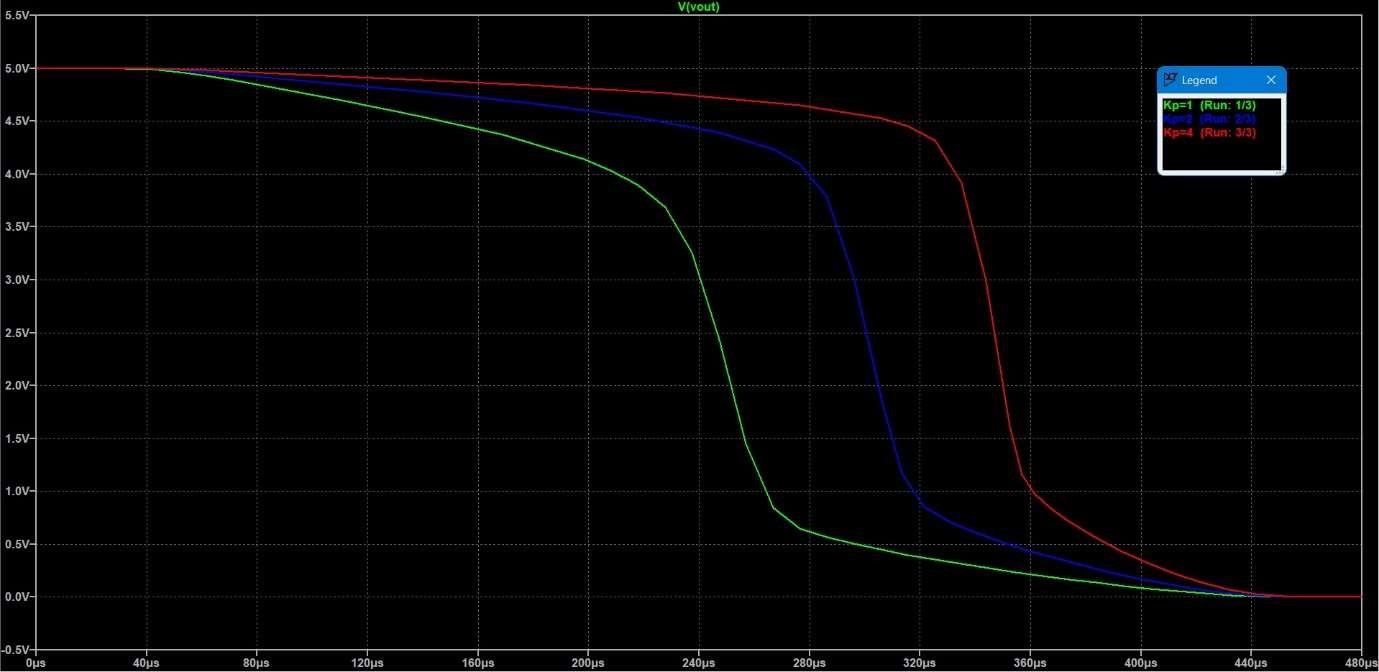 V(vout)
5.5V
5.0V
4.5V
4.0V
3.5V
3.0V
2.5V
2.0V
1.5V
1.0V
0.5V
0.0V
-0.5V
Legend
Kp=1 (Run: 1/3)
Kp=2 (Run: 2/3)
Kp=4 (Run: 3/3)
0µs 40µs 80µs 120µs 160µs 200µs 240µs 280µs 320µs 360µs 400µs 440µs 480µs